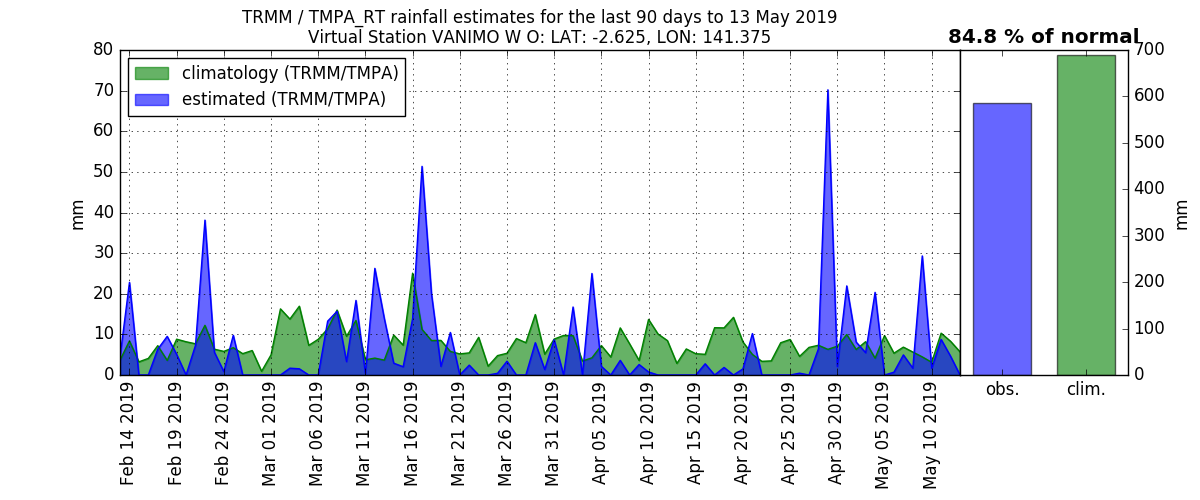 TRMM / TMPA_RT rainfall estimates for the last 90 days to 13 May 2019
Virtual Station VANIMO W O: LAT: -2.625, LON: 141.375
84.8 % of normal
climatology (TRMM/TMPA)
estimated (TRMM/TMPA)
mm
80
70
60
50
40
30
20
10
0
Feb 14 2019
Feb 19 2019
Feb 24 2019
Mar 01 2019
Mar 06 2019
Mar 11 2019
Mar 16 2019
Mar 21 2019
Mar 26 2019
Mar 31 2019
Apr 05 2019
Apr 10 2019
Apr 15 2019
Apr 20 2019
Apr 25 2019
Apr 30 2019
May 05 2019
May 10 2019
obs.
clim.
700
600
500
400
300
200
100
0
mm